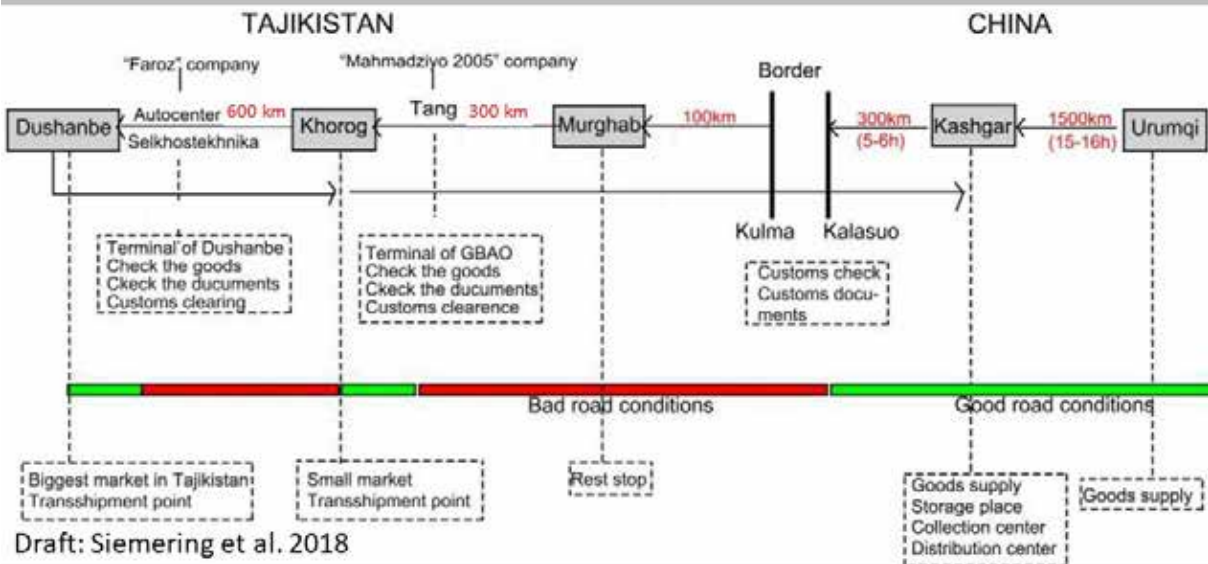 TAJIKISTAN
CHINA
"Faroz" company
"Mahmadziyo 2005" company
Border
Dushanbe
Autocenter
600 km
Selkhostekhnika
Khorog
Tang
300 km
Murghab
100km
300km
(5-6h)
Kashgar
1500km
(15-16h)
Urumqi
Kulma
Kalasuo
Terminal of Dushanbe
Check the goods
Ckeck the ducuments
Customs clearing
Terminal of GBAO
Check the goods
Ckeck the ducuments
Customs clearence
Customs check
Customs docu-
ments
Bad road conditions
Good road conditions
Biggest market in Tajikistan
Transshipment point
Small market
Transshipment point
Rest stop
Goods supply
Storage place
Collection center
Distribution center
Goods supply
Draft: Siemering et al. 2018